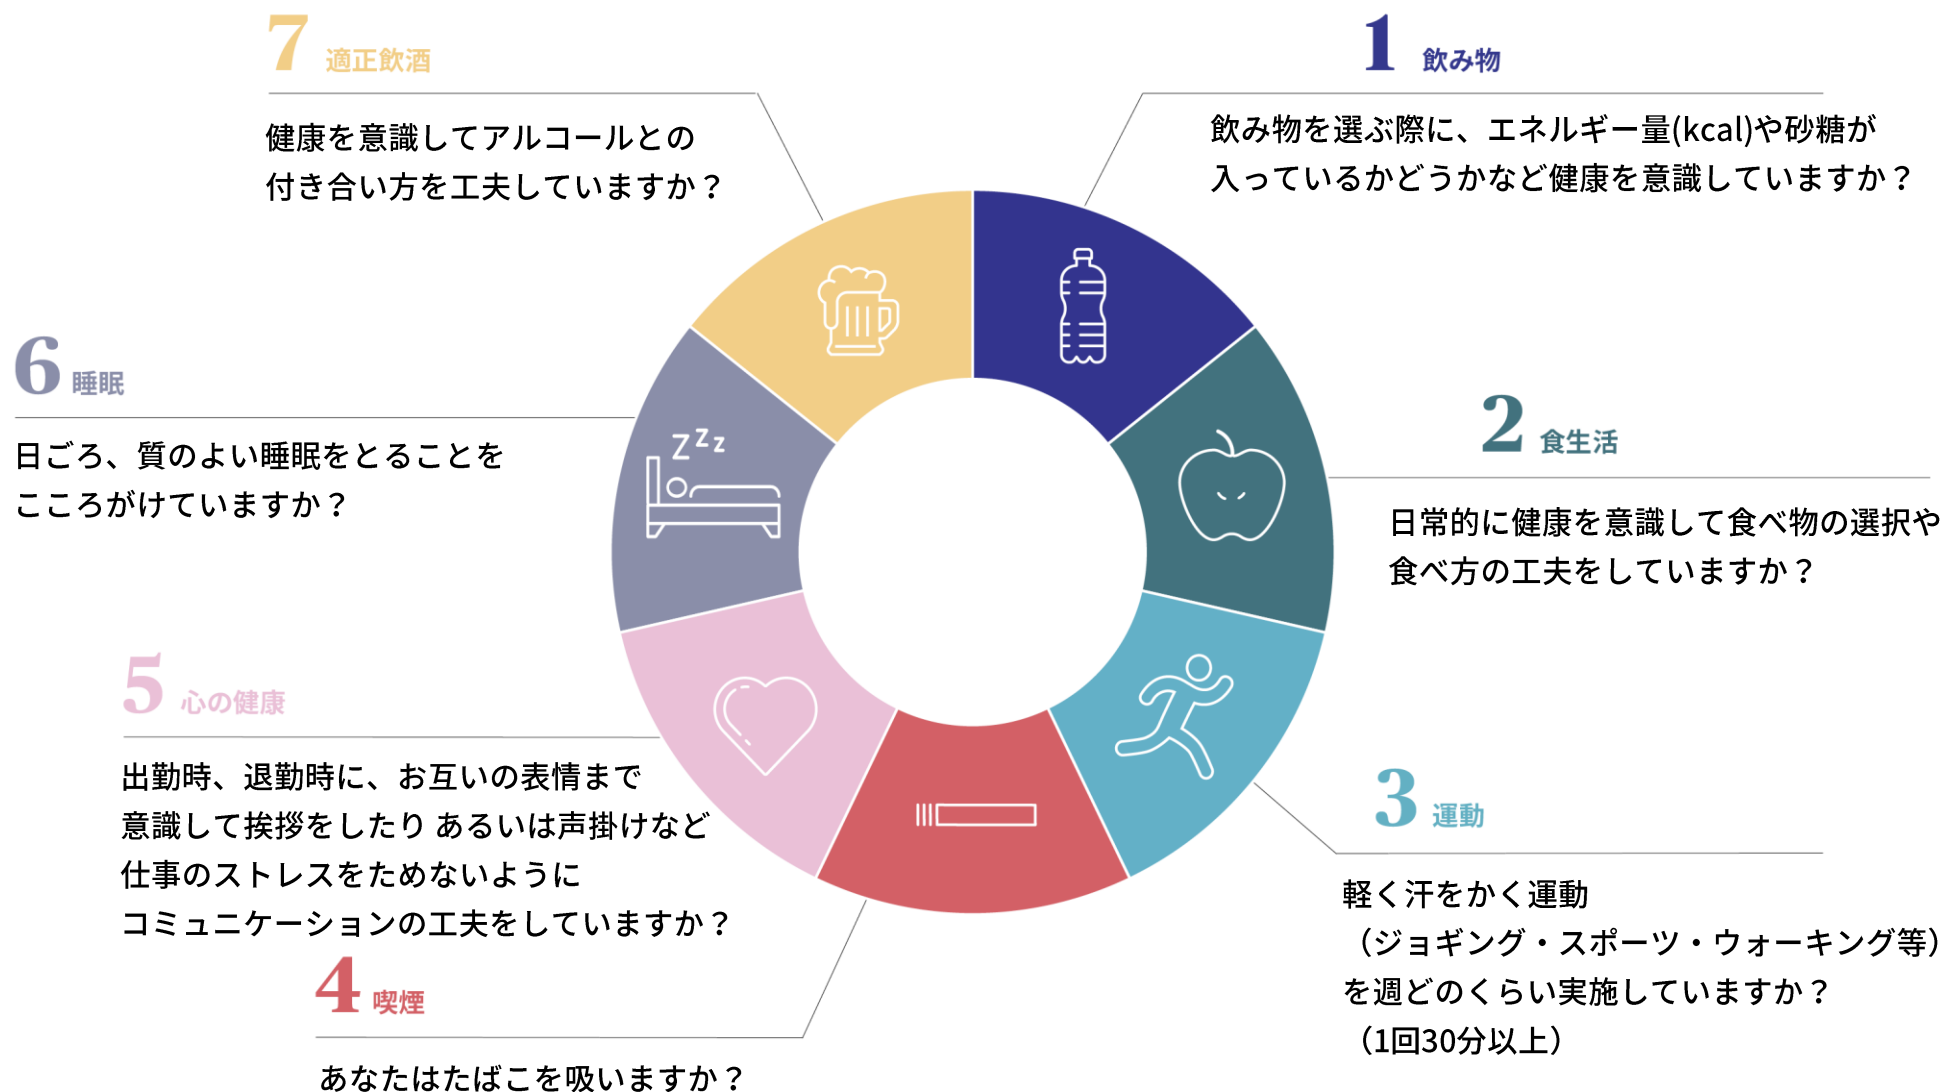 1 飲み物
飲み物を選ぶ際に、エネルギー量(kcal)や砂糖が
入っているかどうかなど健康を意識していますか？
2 食生活
日常的に健康を意識して食べ物の選択や
食べ方の工夫をしていますか？
3 運動
軽く汗をかく運動
（ジョギング・スポーツ・ウォーキング等）
を週どのくらい実施していますか？
（1回30分以上）
4 喫煙
あなたはたばこを吸いますか？
5 心の健康
出勤時、退勤時に、お互いの表情まで
意識して挨拶をしたり あるいは声掛けなど
仕事のストレスをためないように
コミュニケーションの工夫をしていますか？
6 睡眠
日ごろ、質のよい睡眠をとることを
こころがけていますか？
7 適正飲酒
健康を意識してアルコールとの
付き合い方を工夫していますか？
z z z